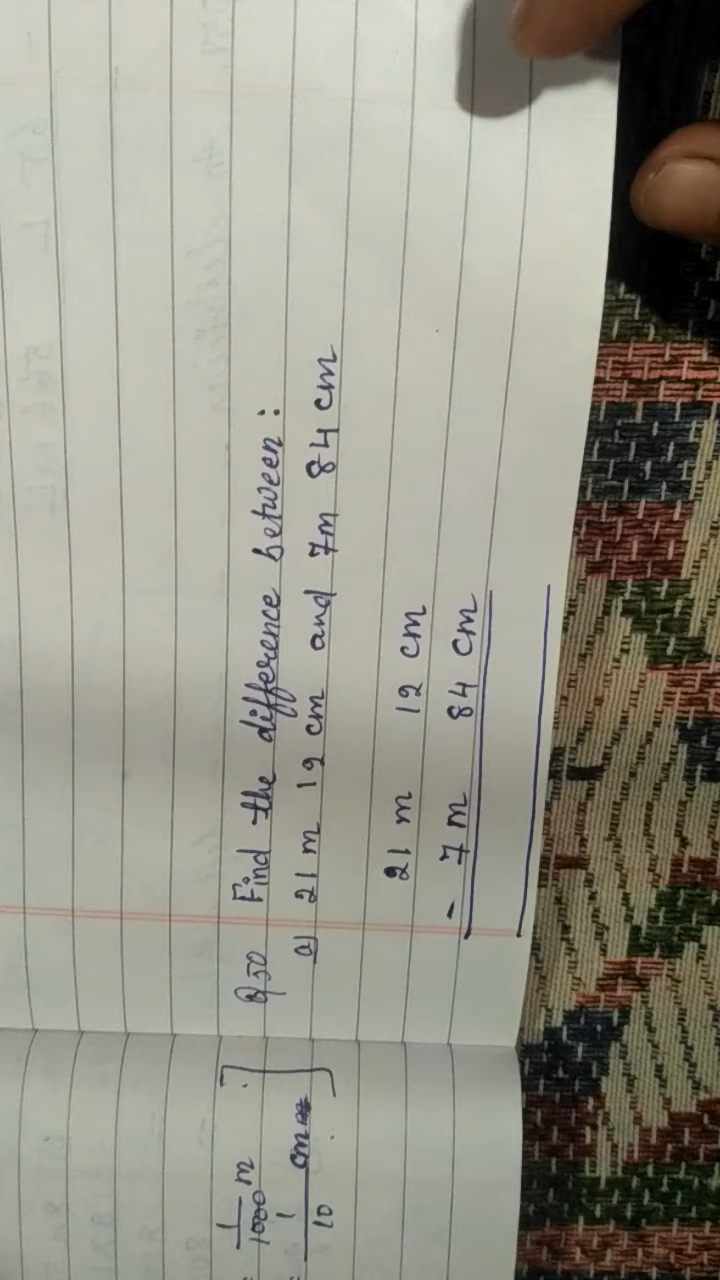 Q50 Find the difference between :
a) 21 m 12 cm and 7m 84 cm
21 m 12 cm
- 7 m 84 cm
= 1/1000 m
= 1/10 cm